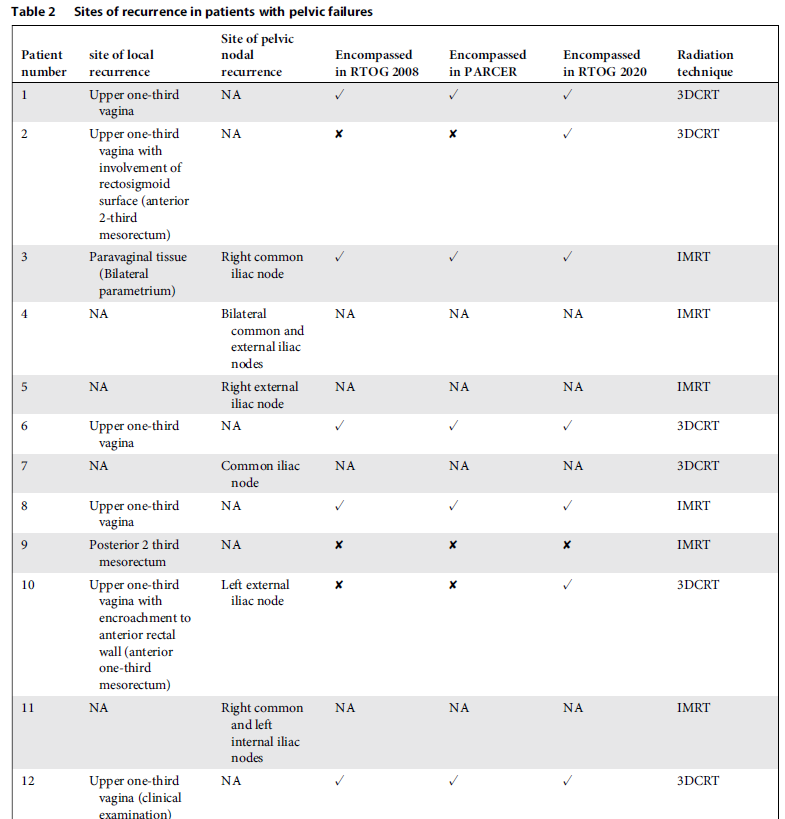 Table 2 Sites of recurrence in patients with pelvic failures
Patient number site of local recurrence Site of pelvic nodal recurrence Encompassed in RTOG 2008 Encompassed in PARCER Encompassed in RTOG 2020 Radiation technique
1 Upper one-third NA ✓ ✓ ✓ 3DCRT
vagina
2 Upper one-third NA ✘ ✘ ✓ 3DCRT
vagina with
involvement of
rectosigmoid
surface (anterior
2-third
mesorectum)
3 Paravaginal tissue Right common ✓ ✓ ✓ IMRT
(Bilateral iliac node
parametrium)
4 NA Bilateral NA NA NA IMRT
common and
external iliac
nodes
5 NA Right external NA NA NA IMRT
iliac node
6 Upper one-third NA ✓ ✓ ✓ 3DCRT
vagina
7 NA Common iliac NA NA NA 3DCRT
node
8 Upper one-third NA ✓ ✓ ✓ IMRT
vagina
9 Posterior 2 third NA ✘ ✘ ✘ IMRT
mesorectum
10 Upper one-third Left external ✘ ✘ ✓ 3DCRT
vagina with iliac node
encroachment to
anterior rectal
wall (anterior
one-third
mesorectum)
11 NA Right common NA NA NA IMRT
and left
internal iliac
nodes
12 Upper one-third NA ✓ ✓ ✓ 3DCRT
vagina (clinical
examination)